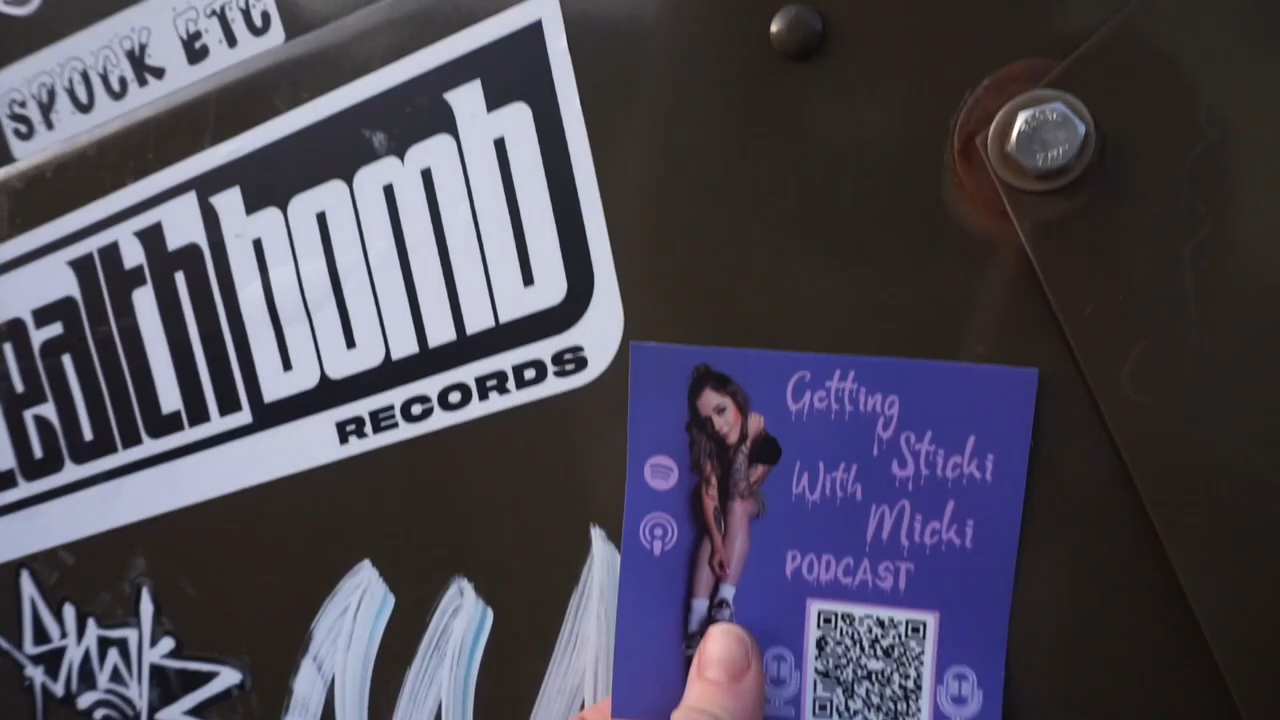 SPOCK ETC
ealthbomb
RECORDS
Getting
Sticki
With
Micki
PODCAST